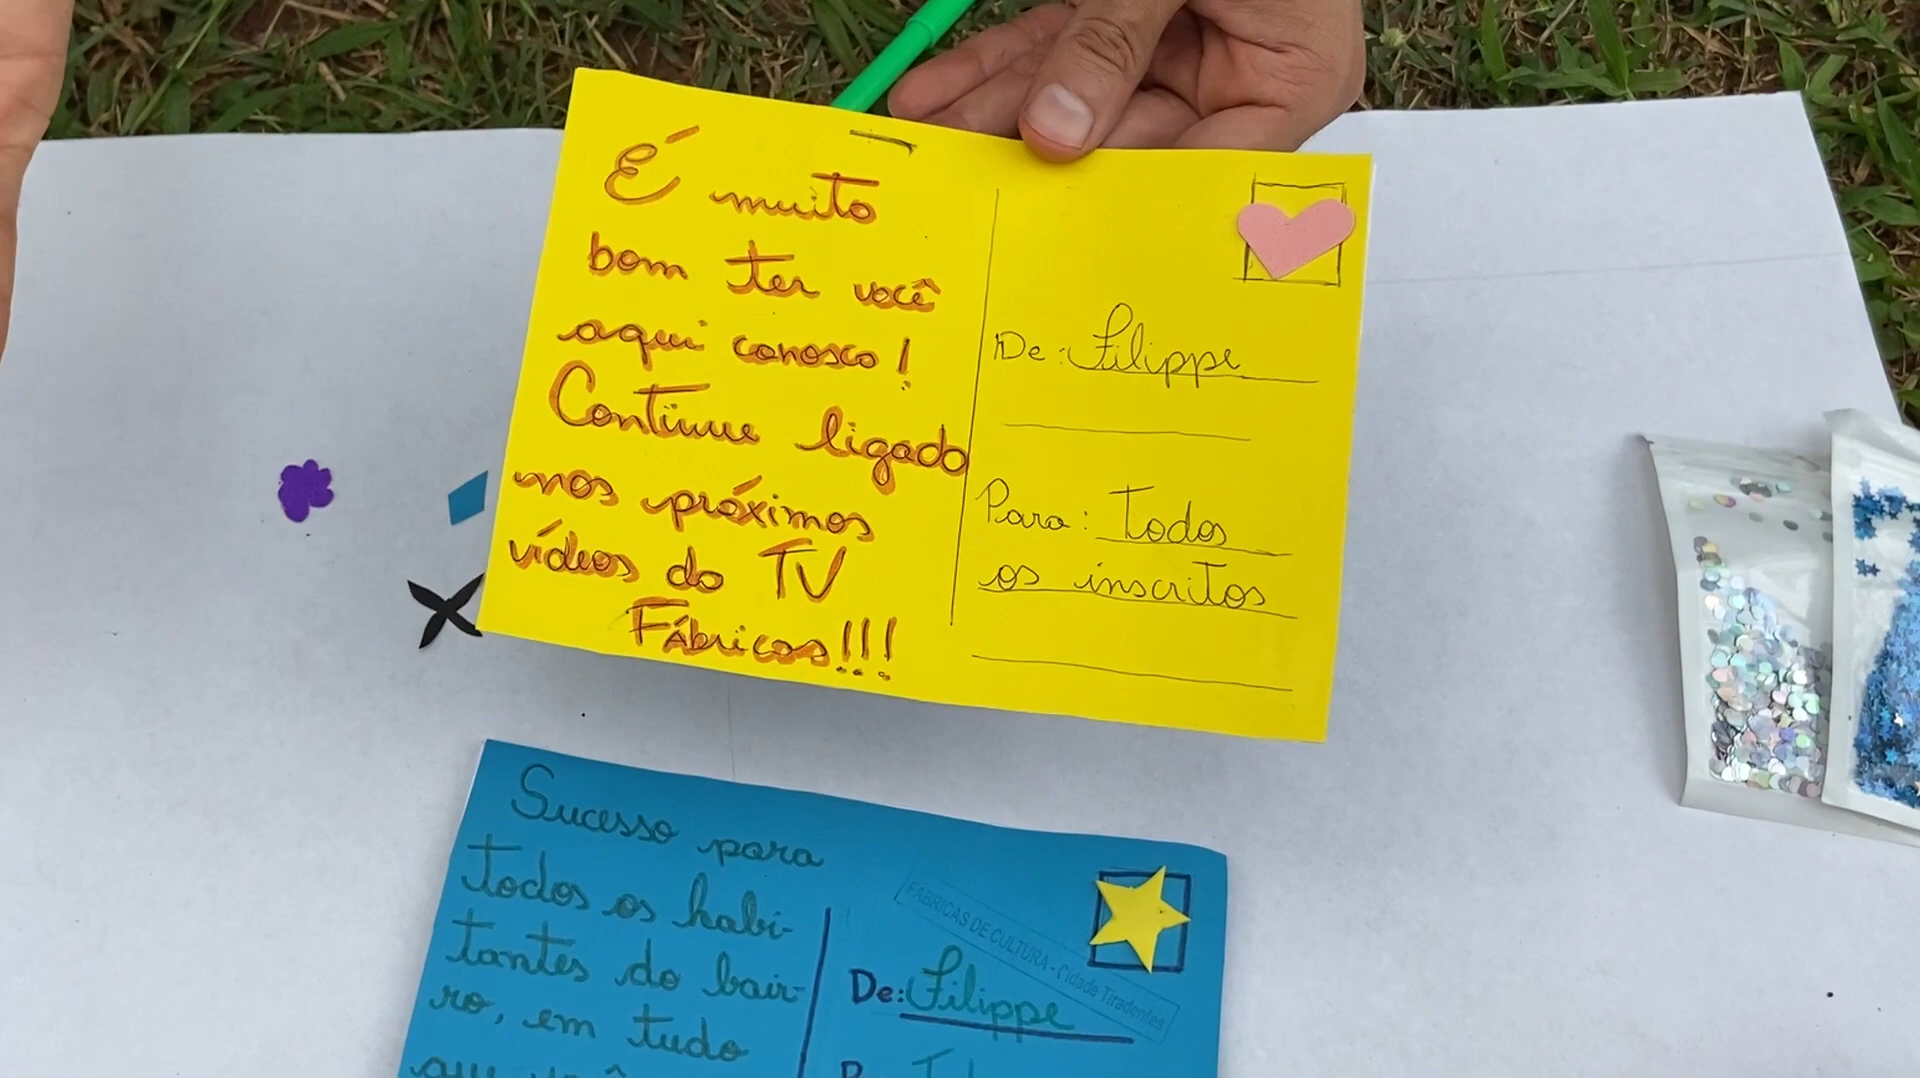 É muito
bom ter você
aqui conosco!
Continue ligado
nos próximos
vídeos do TV
Fábricas!!!
De: Filippe
Para: Todos
os inscritos
Sucesso para
todos os habi-
tantes do bair-
ro, em tudo
que
FÁBRICAS DE CULTURA - Cidade Tiradentes
De: Filippe